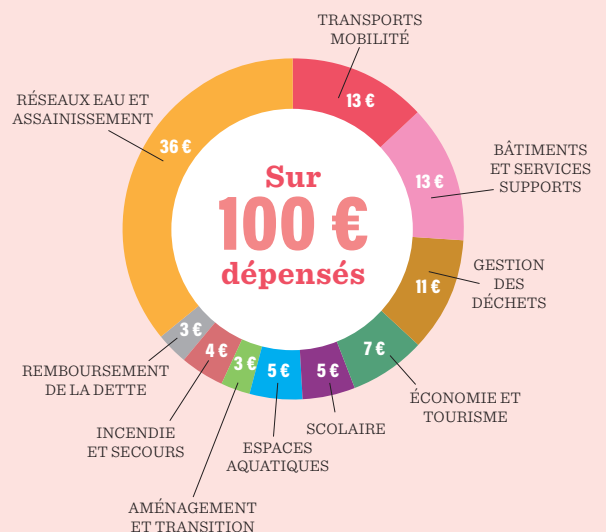 TRANSPORTS
MOBILITÉ
13 €
BÂTIMENTS
ET SERVICES
SUPPORTS
13 €
GESTION
DES
DÉCHETS
11 €
ÉCONOMIE ET
TOURISME
7 €
SCOLAIRE
5 €
ESPACES
AQUATIQUES
5 €
AMÉNAGEMENT
ET TRANSITION
3 €
INCENDIE
ET SECOURS
4 €
REMBOURSEMENT
DE LA DETTE
3 €
RÉSEAUX EAU ET
ASSAINISSEMENT
36 €
Sur
100 €
dépensés